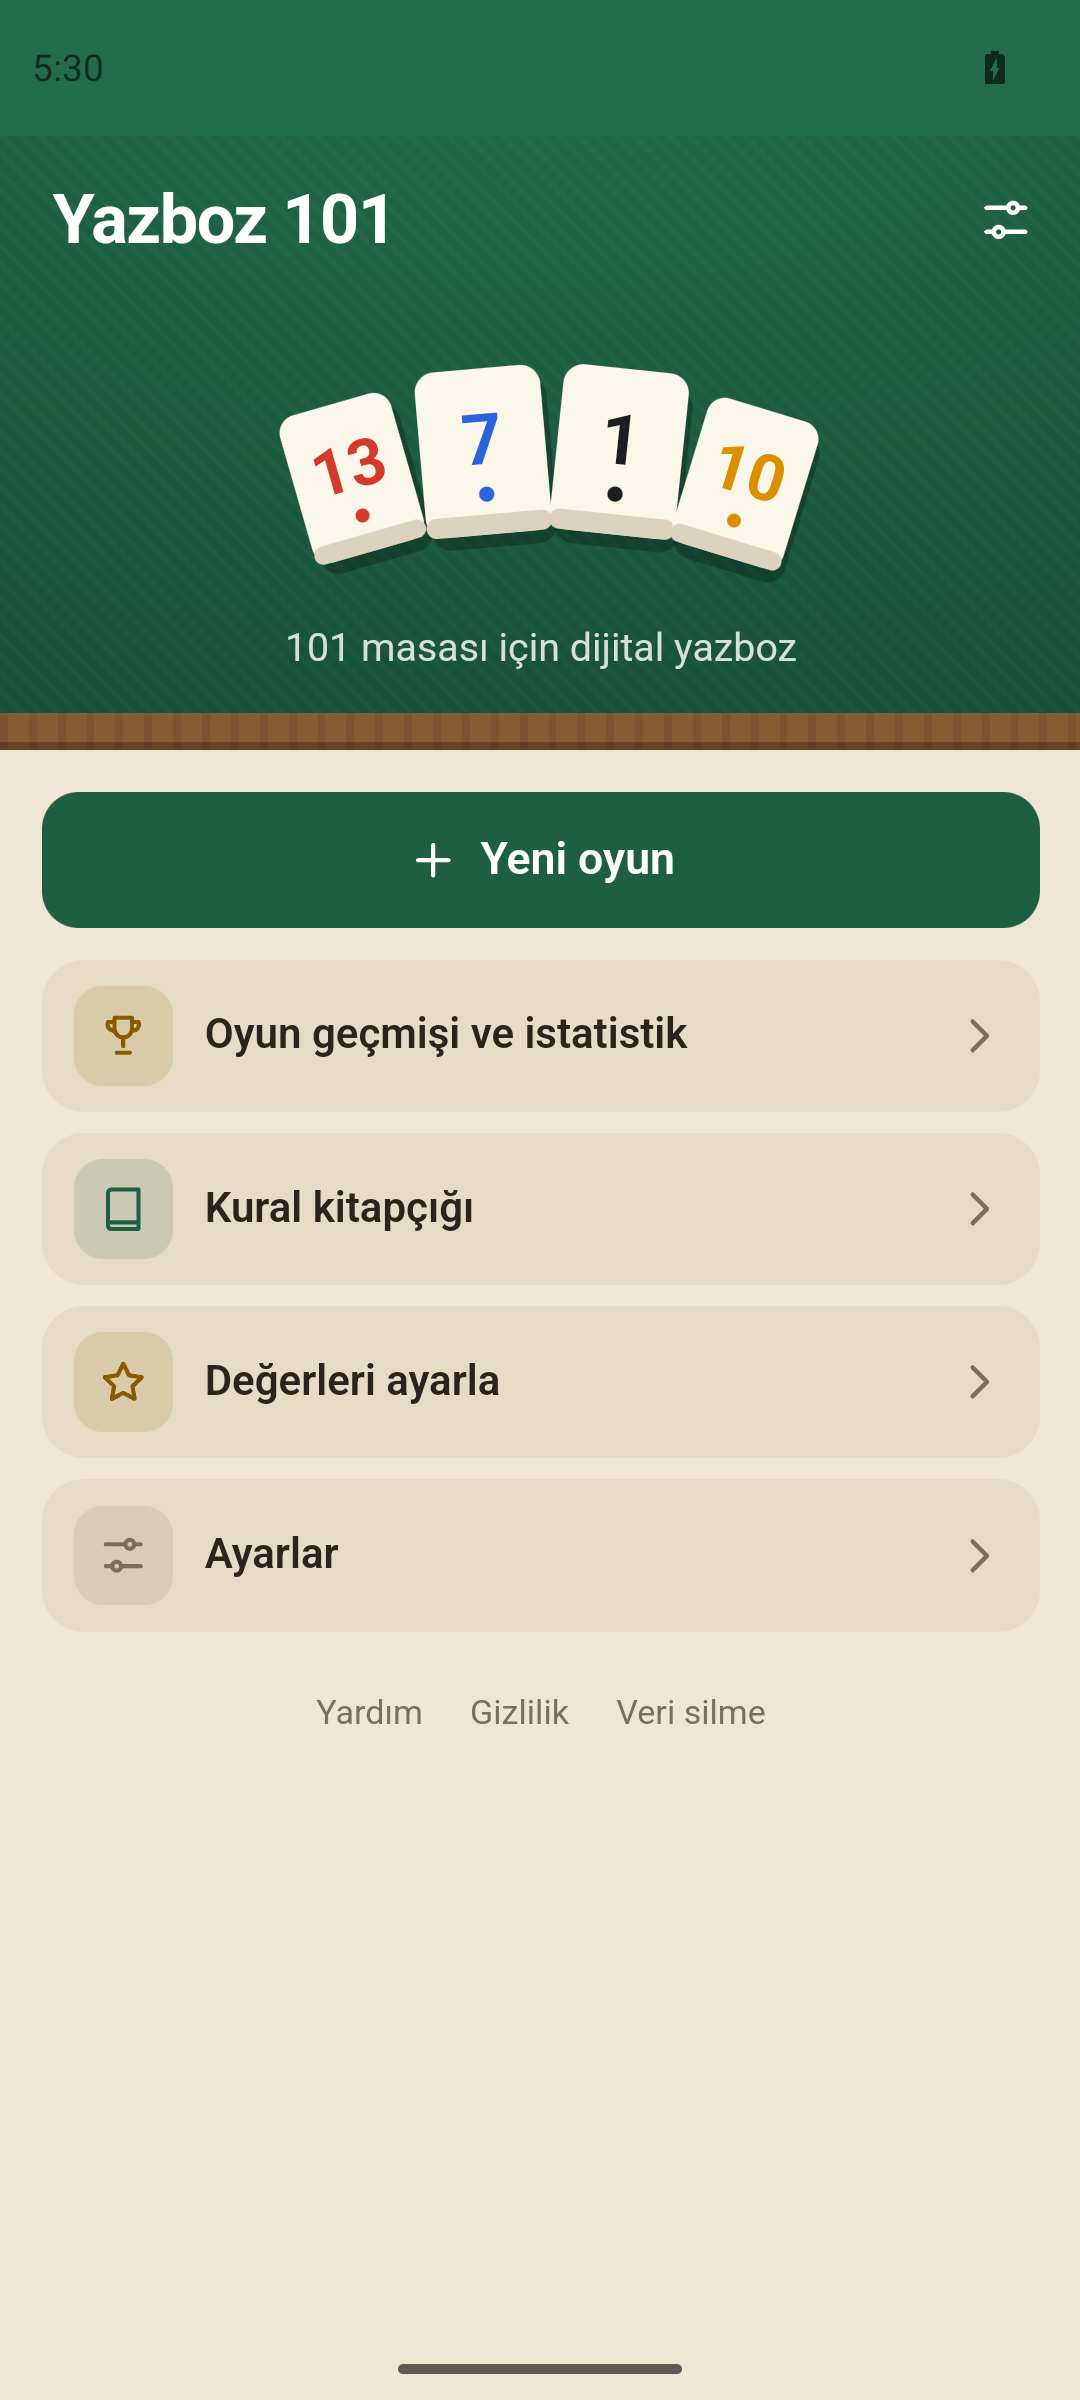 5:30
Yazboz 101
13
7
1
10
101 masası için dijital yazboz
Yeni oyun
Oyun geçmişi ve istatistik
Kural kitapçığı
Değerleri ayarla
Ayarlar
Yardım Gizlilik Veri silme